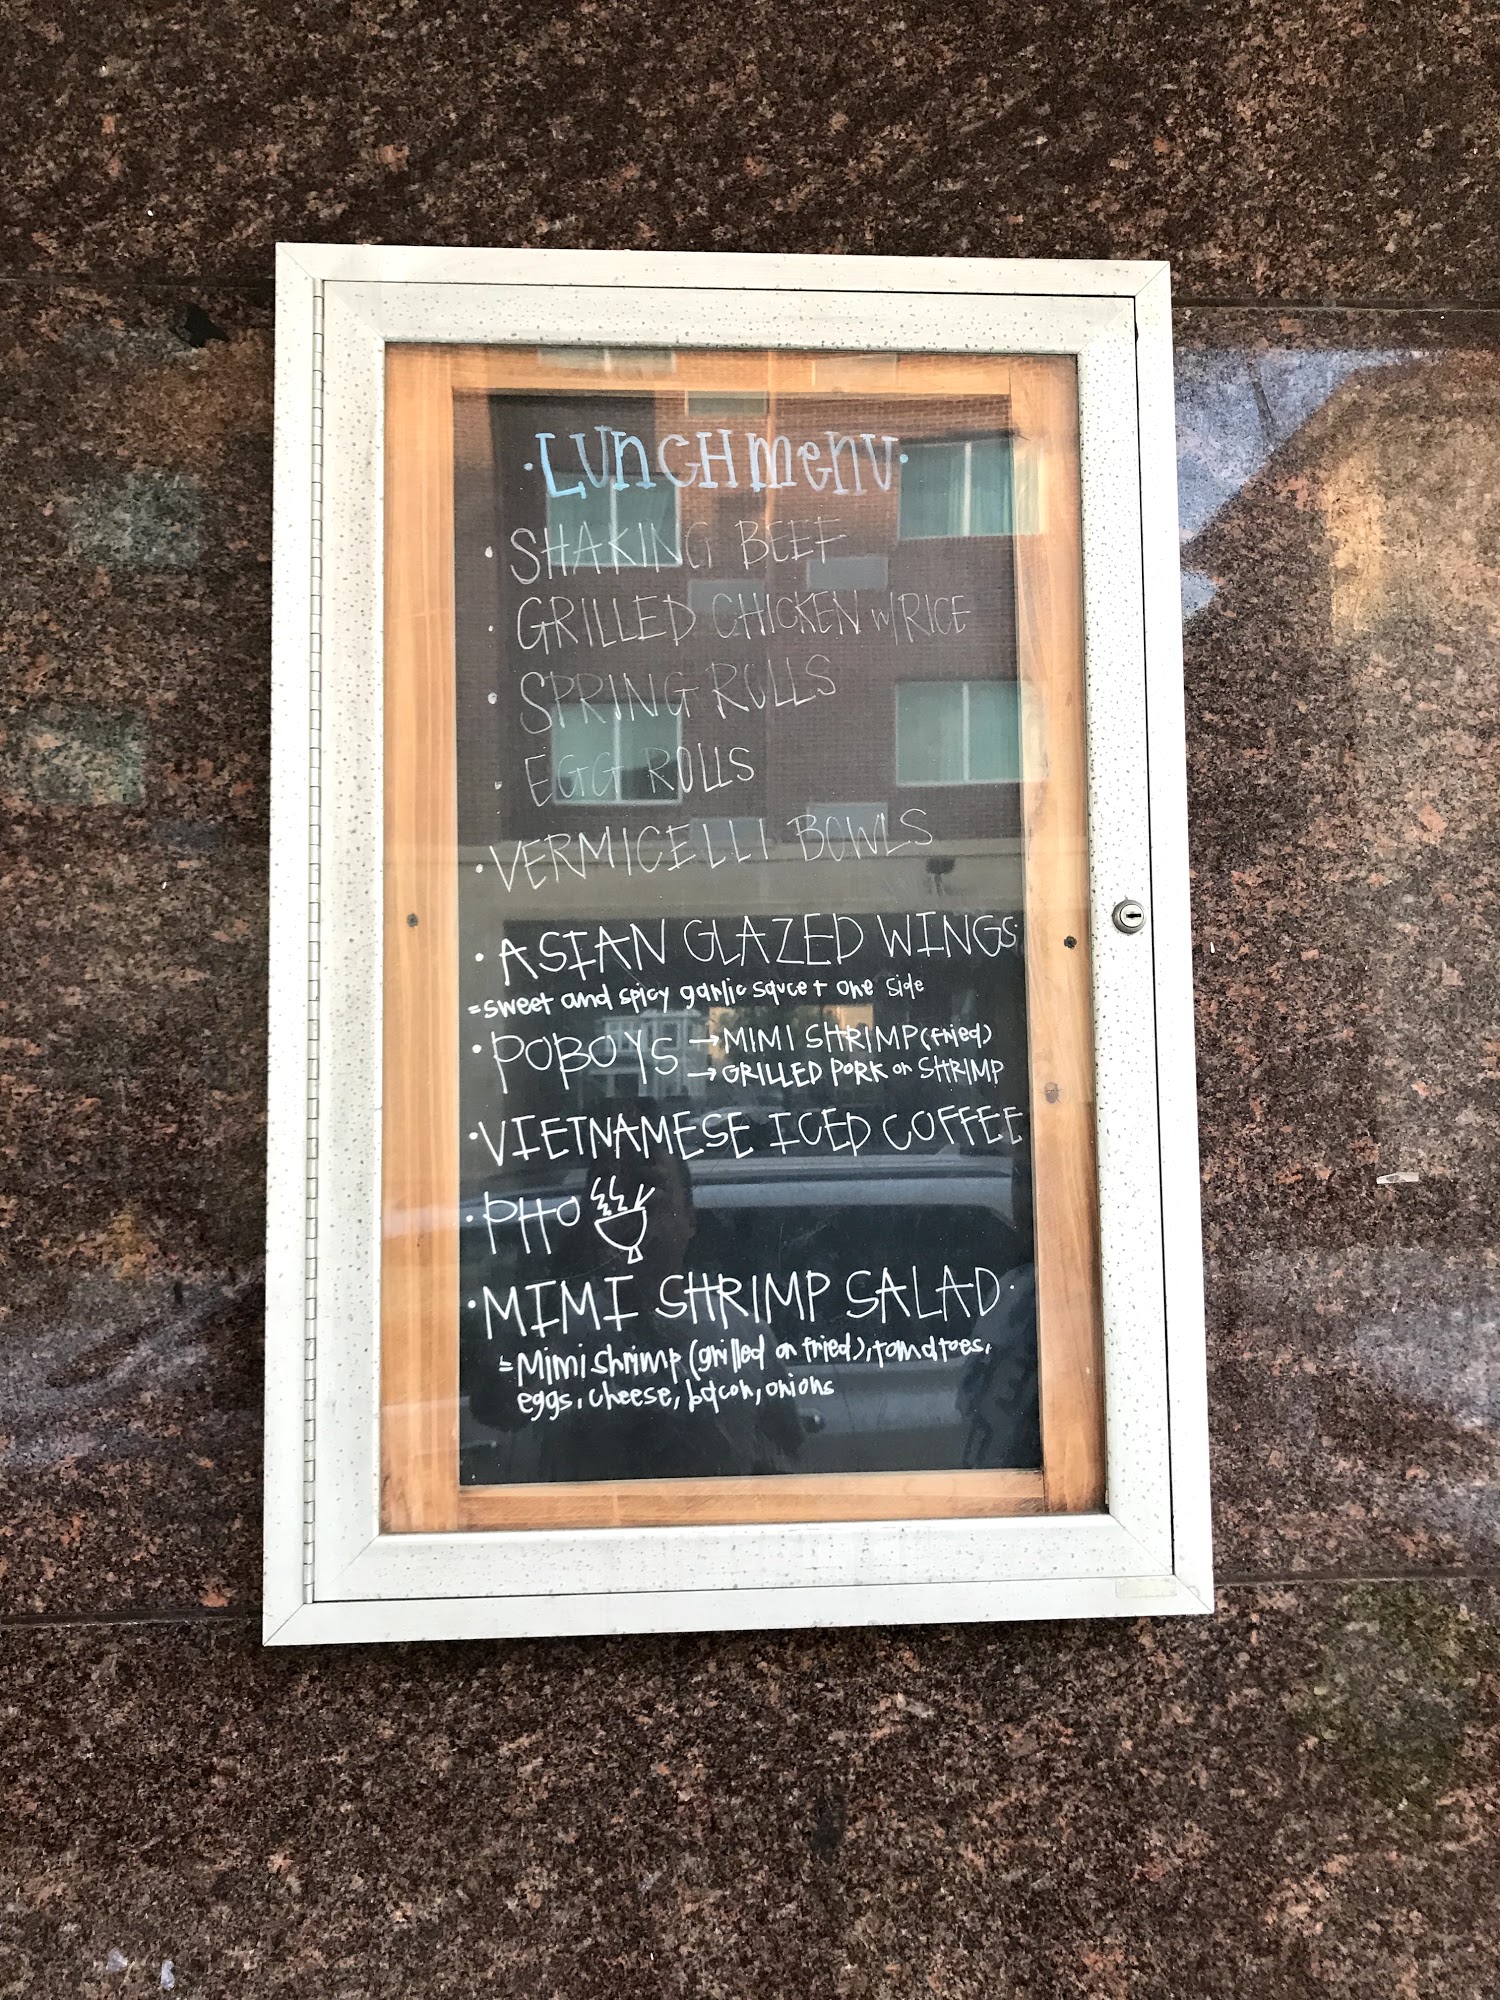 ·LUnCH menU·
· SHAKING BEEF
· GRILLED CHICKEN w/RICE
· SPRING ROLLS
· EGG ROLLS
· VERMICELLI BOWLS
· ASIAN GLAZED WINGS
= sweet and spicy garlic sauce + one side
· POBOYS → MIMI SHRIMP (fried)
→ GRILLED PORK or SHRIMP
· VIETNAMESE ICED COFFEE
· PHO
· MIMI SHRIMP SALAD ·
= Mimi shrimp (grilled or fried), tomatoes,
eggs, cheese, bacon, onions